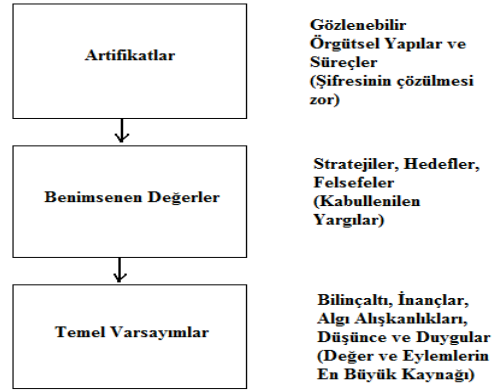 Artifikatlar
Gözlenebilir
Örgütsel Yapılar ve
Süreçler
(Şifresinin çözülmesi
zor)
Benimsenen Değerler
Stratejiler, Hedefler,
Felsefeler
(Kabullenilen
Yargılar)
Temel Varsayımlar
Bilinçaltı, İnançlar,
Algı Alışkanlıkları,
Düşünce ve Duygular
(Değer ve Eylemlerin
En Büyük Kaynağı)